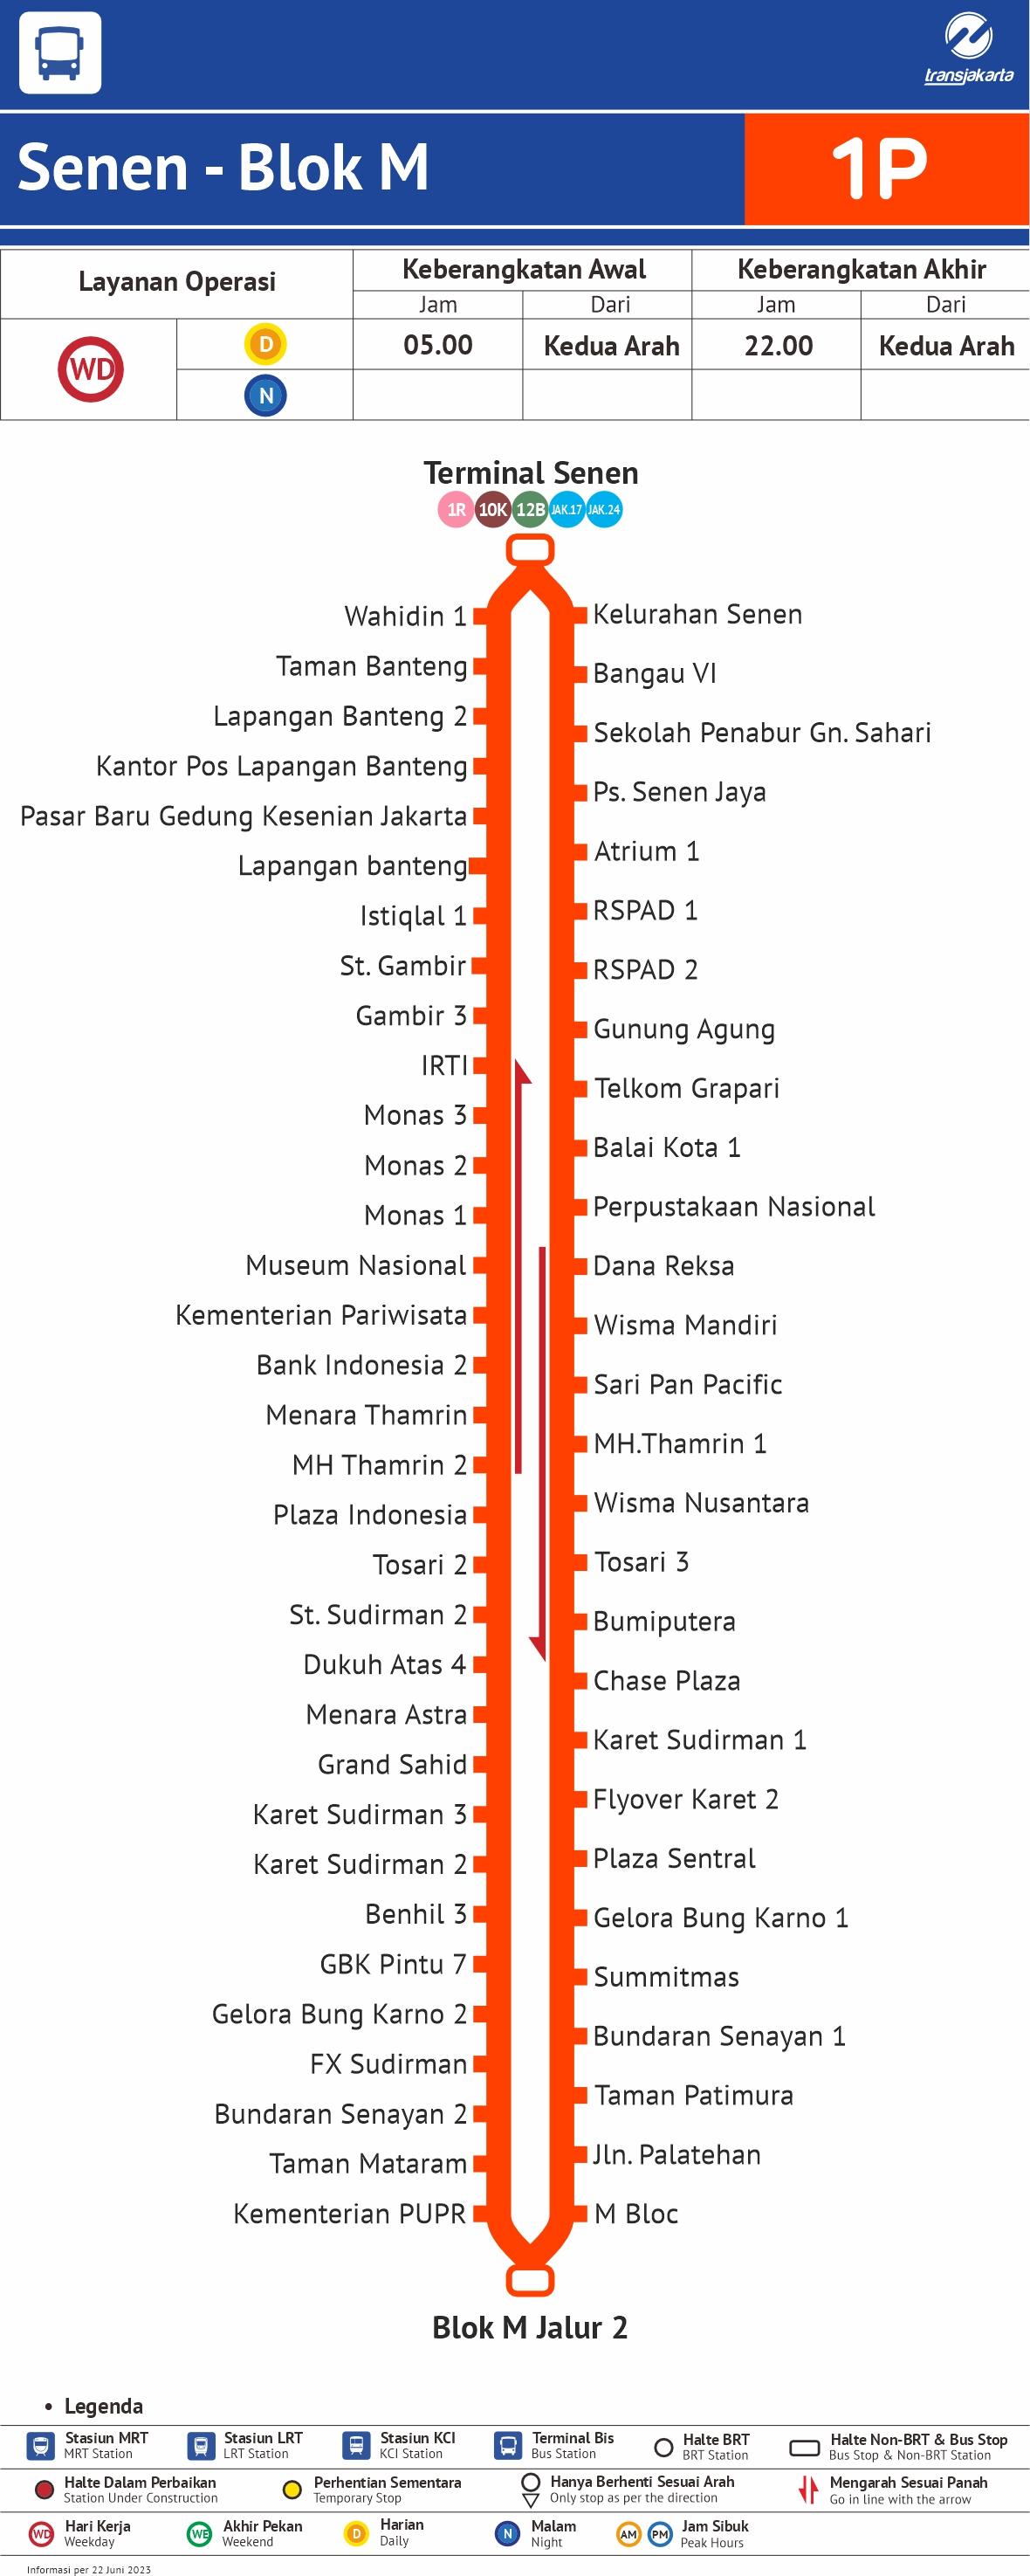 transjakarta
Senen - Blok M
1P
Layanan Operasi
Keberangkatan Awal
Keberangkatan Akhir
Jam
Dari
Jam
Dari
WD
D
05.00
Kedua Arah
22.00
Kedua Arah
N
Terminal Senen
1R
10K
12B
JAK.17
JAK.24
Wahidin 1
Taman Banteng
Lapangan Banteng 2
Kantor Pos Lapangan Banteng
Pasar Baru Gedung Kesenian Jakarta
Lapangan banteng
Istiqlal 1
St. Gambir
Gambir 3
IRTI
Monas 3
Monas 2
Monas 1
Museum Nasional
Kementerian Pariwisata
Bank Indonesia 2
Menara Thamrin
MH Thamrin 2
Plaza Indonesia
Tosari 2
St. Sudirman 2
Dukuh Atas 4
Menara Astra
Grand Sahid
Karet Sudirman 3
Karet Sudirman 2
Benhil 3
GBK Pintu 7
Gelora Bung Karno 2
FX Sudirman
Bundaran Senayan 2
Taman Mataram
Kementerian PUPR
Kelurahan Senen
Bangau VI
Sekolah Penabur Gn. Sahari
Ps. Senen Jaya
Atrium 1
RSPAD 1
RSPAD 2
Gunung Agung
Telkom Grapari
Balai Kota 1
Perpustakaan Nasional
Dana Reksa
Wisma Mandiri
Sari Pan Pacific
MH.Thamrin 1
Wisma Nusantara
Tosari 3
Bumiputera
Chase Plaza
Karet Sudirman 1
Flyover Karet 2
Plaza Sentral
Gelora Bung Karno 1
Summitmas
Bundaran Senayan 1
Taman Patimura
Jln. Palatehan
M Bloc
Blok M Jalur 2
• Legenda
Stasiun MRT
MRT Station
Stasiun LRT
LRT Station
Stasiun KCI
KCI Station
Terminal Bis
Bus Station
Halte BRT
BRT Station
Halte Non-BRT & Bus Stop
Bus Stop & Non-BRT Station
Halte Dalam Perbaikan
Station Under Construction
Perhentian Sementara
Temporary Stop
Hanya Berhenti Sesuai Arah
Only stop as per the direction
Mengarah Sesuai Panah
Go in line with the arrow
WD
Hari Kerja
Weekday
WE
Akhir Pekan
Weekend
D
Harian
Daily
N
Malam
Night
AM
PM
Jam Sibuk
Peak Hours
Informasi per 22 Juni 2023